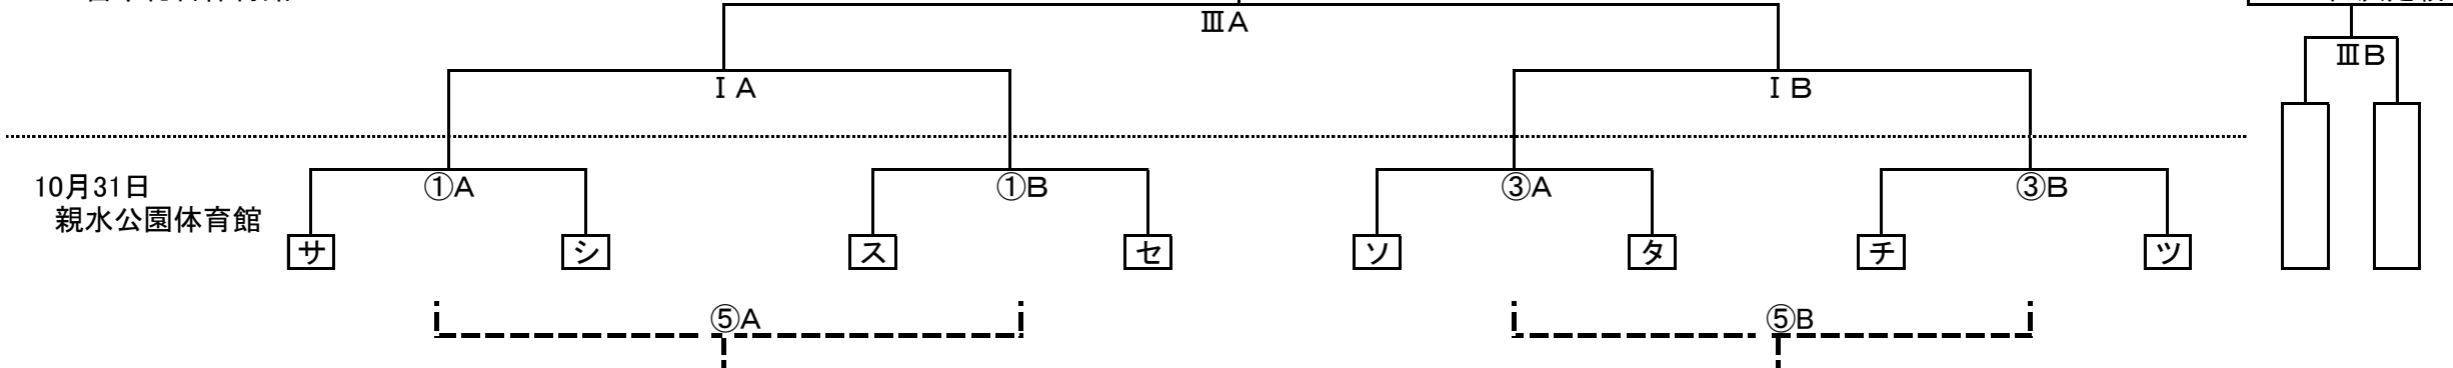 ⅢA
ⅢB
ⅠA
ⅠB
10月31日
①A
①B
③A
③B
親水公園体育館
サ
シ
ス
セ
ソ
タ
チ
ツ
⑤A
⑤B